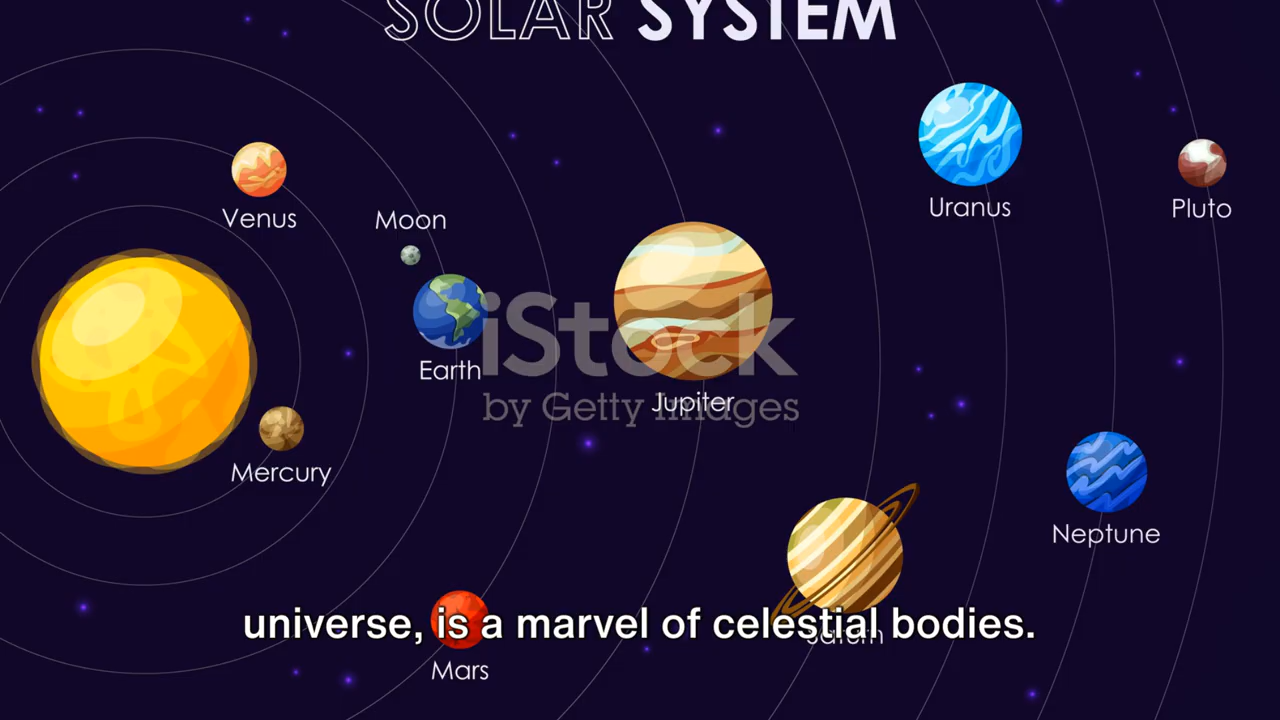 SOLAR SYSTEM
Venus
Moon
Uranus
Pluto
iStock
Earth
by Getty Images
Jupiter
Mercury
Neptune
universe, is a marvel of celestial bodies.
Saturn
Mars